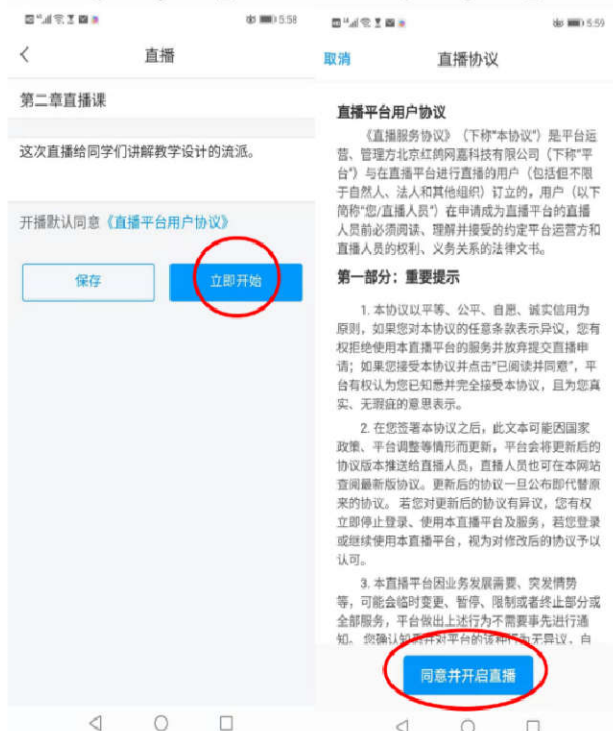 5:58
直播
第二章直播课
这次直播给同学们讲解教学设计的流派。
开播默认同意《直播平台用户协议》
保存
立即开始
5:59
取消
直播协议
直播平台用户协议
《直播服务协议》（下称“本协议”）是平台运
营、管理方北京红鸽网嘉科技有限公司（下称“平
台”）与在直播平台进行直播的用户（包括但不限
于自然人、法人和其他组织）订立的，用户（以下
简称“您/直播人员”）在申请成为直播平台的直播
人员前必须阅读、理解并接受的约定平台运营方和
直播人员的权利、义务关系的法律文书。
第一部分：重要提示
1. 本协议以平等、公平、自愿、诚实信用为
原则，如果您对本协议的任意条款表示异议，您有
权拒绝使用本直播平台的服务并放弃提交直播申
请；如果您接受本协议并点击“已阅读并同意”，平
台有权认为您已知悉并完全接受本协议，且为您真
实、无瑕疵的意思表示。
2. 在您签署本协议之后，此文本可能因国家
政策、平台调整等情形而更新，平台会将更新后的
协议版本推送给直播人员，直播人员也可在本网站
查阅最新版协议。更新后的协议一旦公布即代替原
来的协议。 若您对更新后的协议有异议，您有权
立即停止登录、使用本直播平台及服务，若您登录
或继续使用本直播平台，视为对修改后的协议予以
认可。
3. 本直播平台因业务发展需要、突发情势
等，可能会临时变更、暂停、限制或者终止部分或
全部服务，平台做出上述行为不需要事先进行通
知。 您确认知悉并对平台的该种行为无异议，自
同意并开启直播